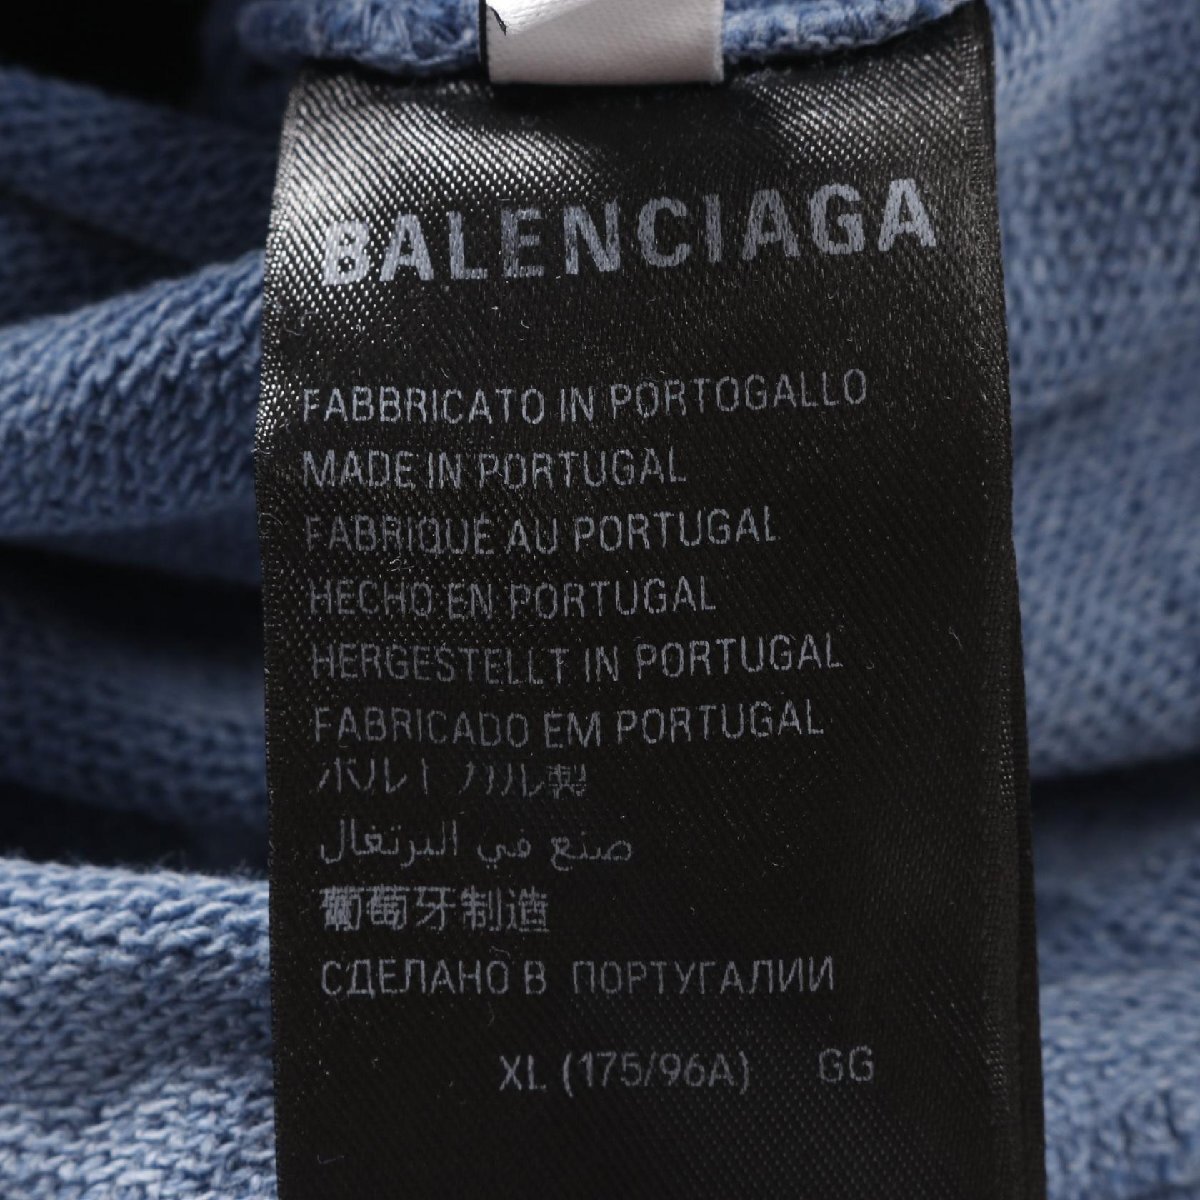 BALENCIAGA
FABBRICATO IN PORTOGALLO
MADE IN PORTUGAL
FABRIQUÉ AU PORTUGAL
HECHO EN PORTUGAL
HERGESTELLT IN PORTUGAL
FABRICADO EM PORTUGAL
ポルトガル製
صنع في البرتغال
葡萄牙制造
СДЕЛАНО В ПОРТУГАЛИИ
XL (175/96A) GG